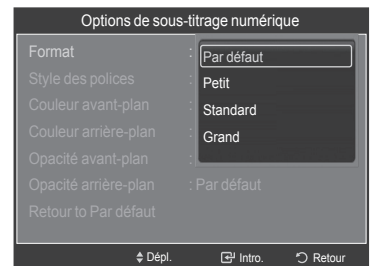 Options de sous-titrage numérique
Format : Par défaut
Petit
Standard
Grand
Style des polices :
Couleur avant-plan :
Couleur arrière-plan :
Opacité avant-plan :
Opacité arrière-plan : Par défaut
Retour to Par défaut
Dépl. Intro. Retour